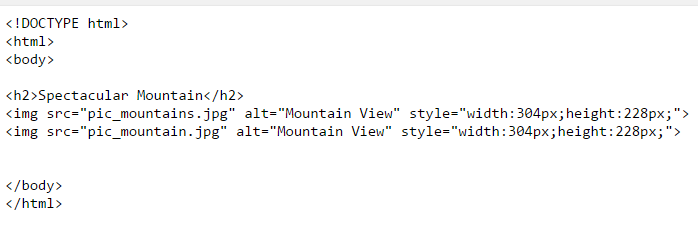 <!DOCTYPE html>
<html>
<body>
<h2>Spectacular Mountain</h2>
<img src="pic_mountains.jpg" alt="Mountain View" style="width:304px;height:228px;">
<img src="pic_mountain.jpg" alt="Mountain View" style="width:304px;height:228px;">
</body>
</html>